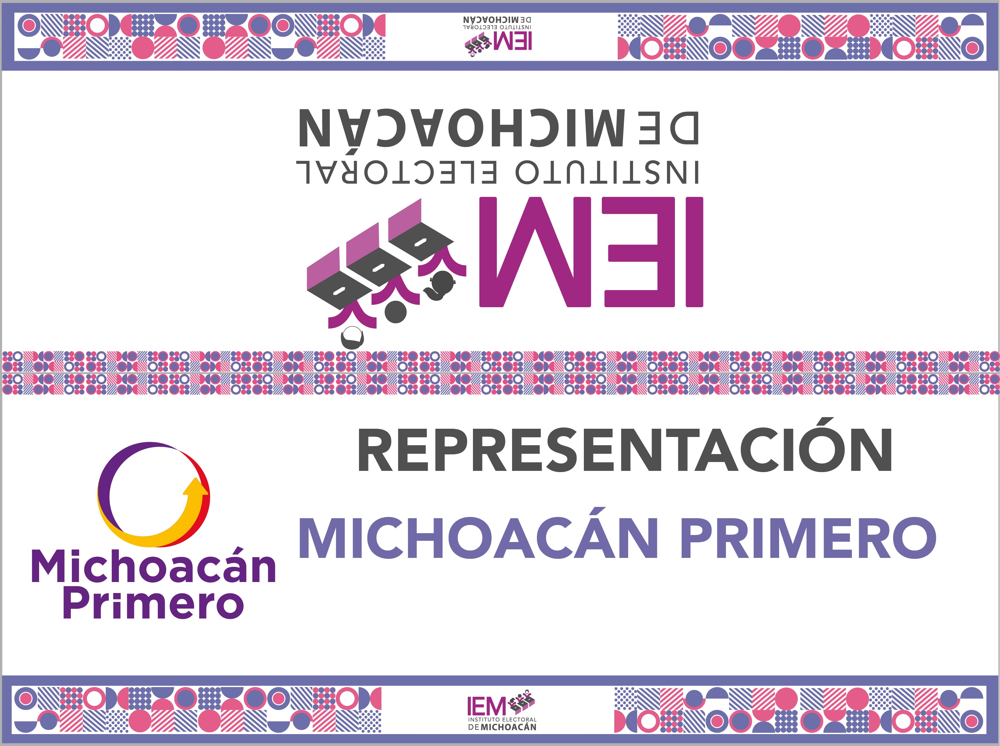 IEM
INSTITUTO ELECTORAL
DE MICHOACÁN
IEM
INSTITUTO ELECTORAL
DE MICHOACÁN
REPRESENTACIÓN
MICHOACÁN PRIMERO
Michoacán
Primero
IEM
INSTITUTO ELECTORAL
DE MICHOACÁN